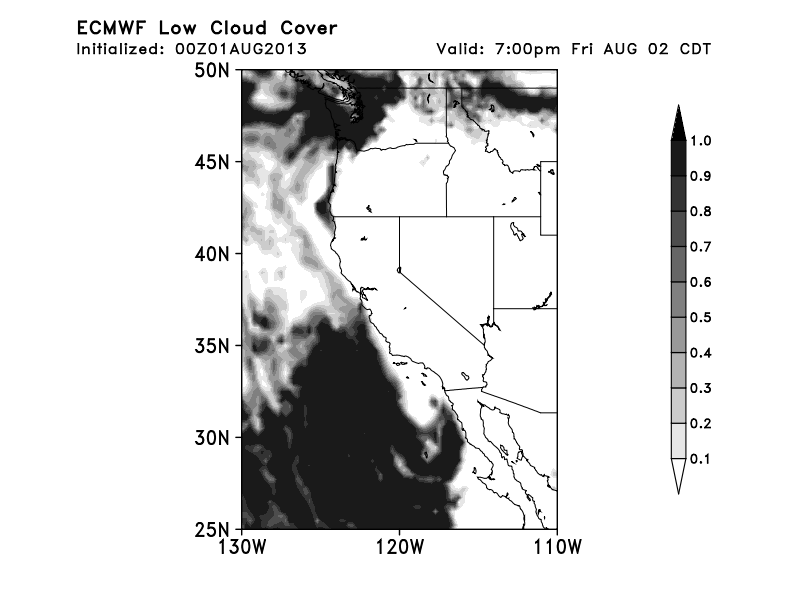 ECMWF Low Cloud Cover
Initialized: 00Z01AUG2013 Valid: 7:00pm Fri AUG 02 CDT
50N
45N
40N
35N
30N
25N
130W 120W 110W
1.0
0.9
0.8
0.7
0.6
0.5
0.4
0.3
0.2
0.1